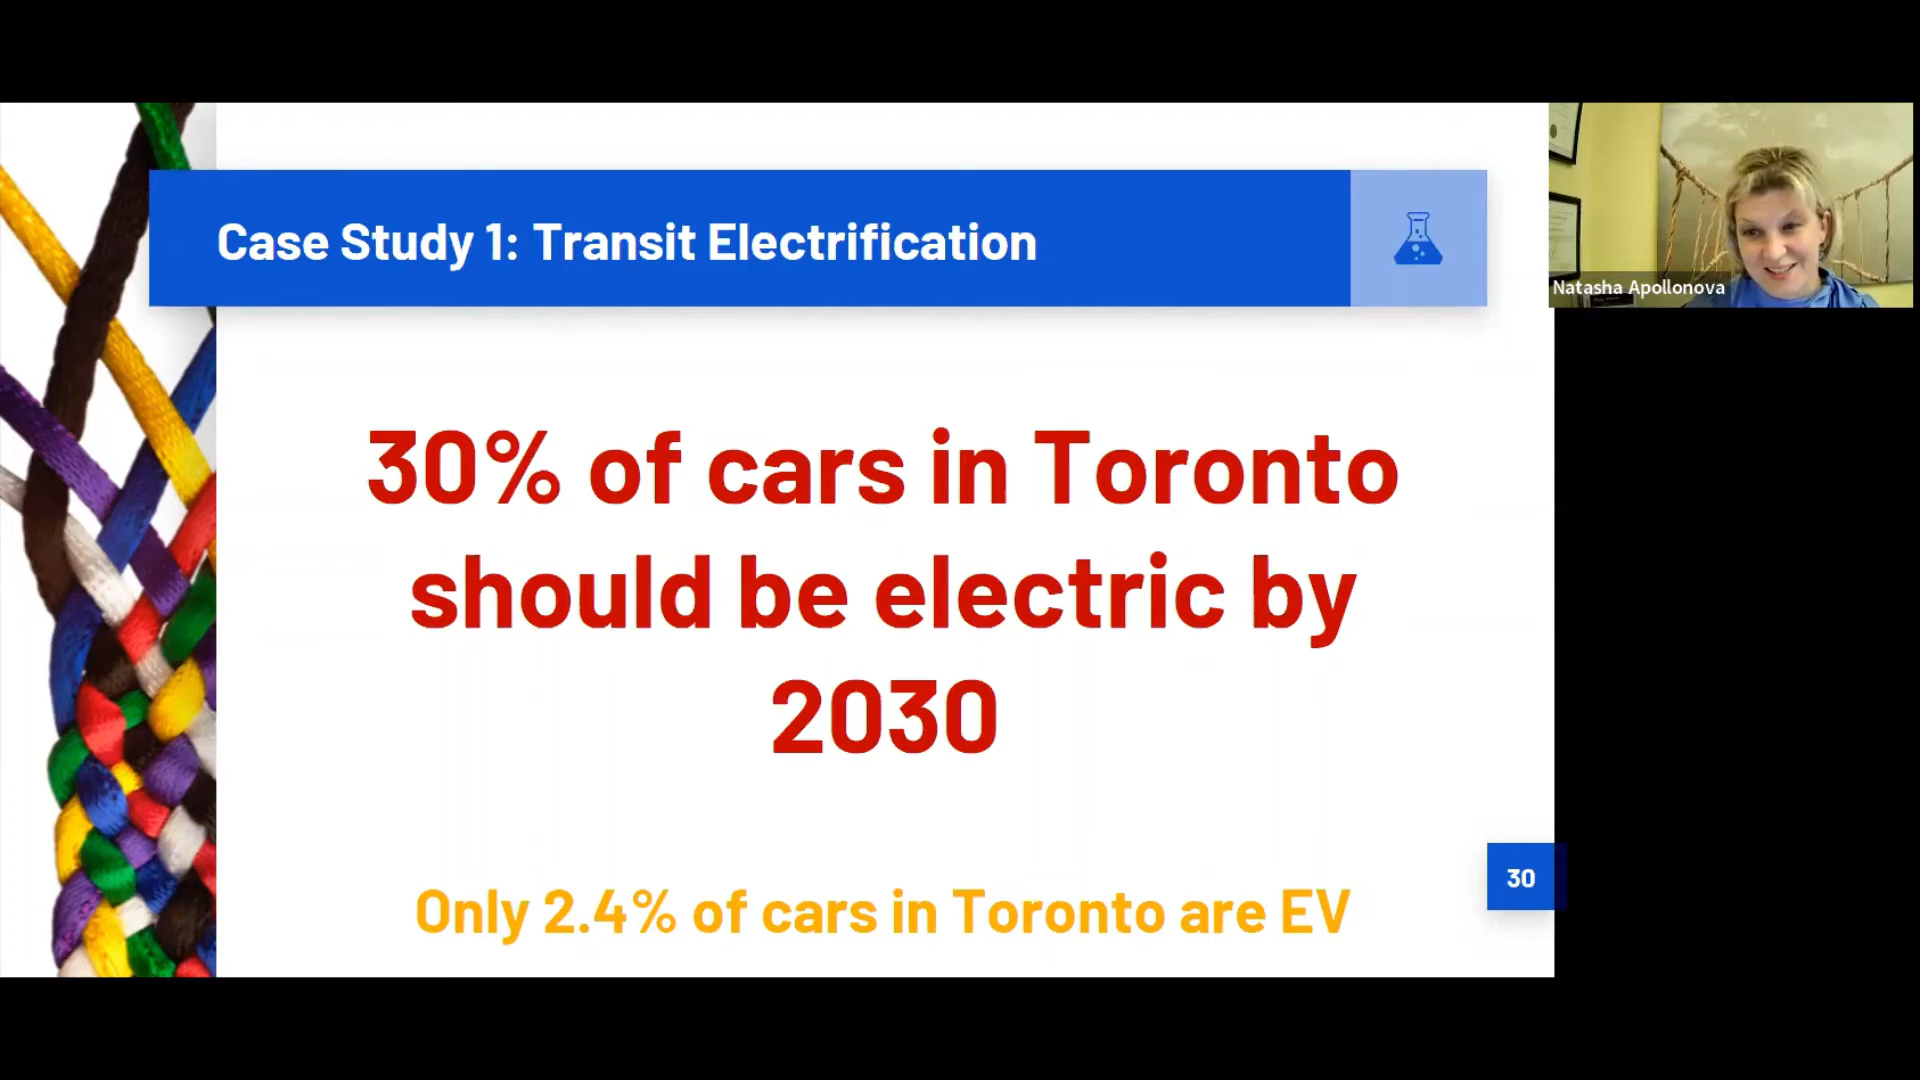 Case Study 1: Transit Electrification
Natasha Apollonova
30% of cars in Toronto
should be electric by
2030
30
Only 2.4% of cars in Toronto are EV